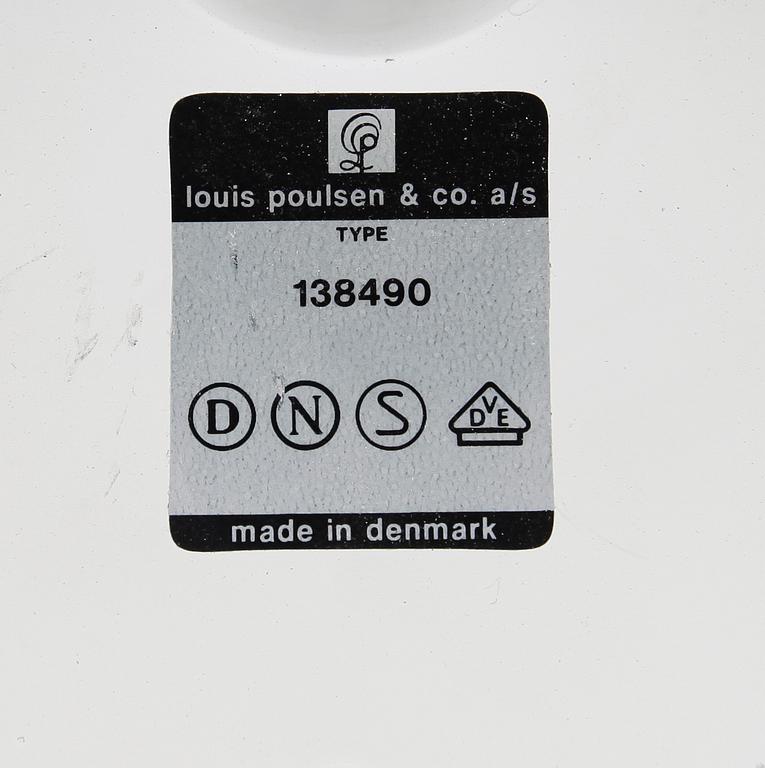 louis poulsen & co. a/s
TYPE
138490
D N S DVE
made in denmark